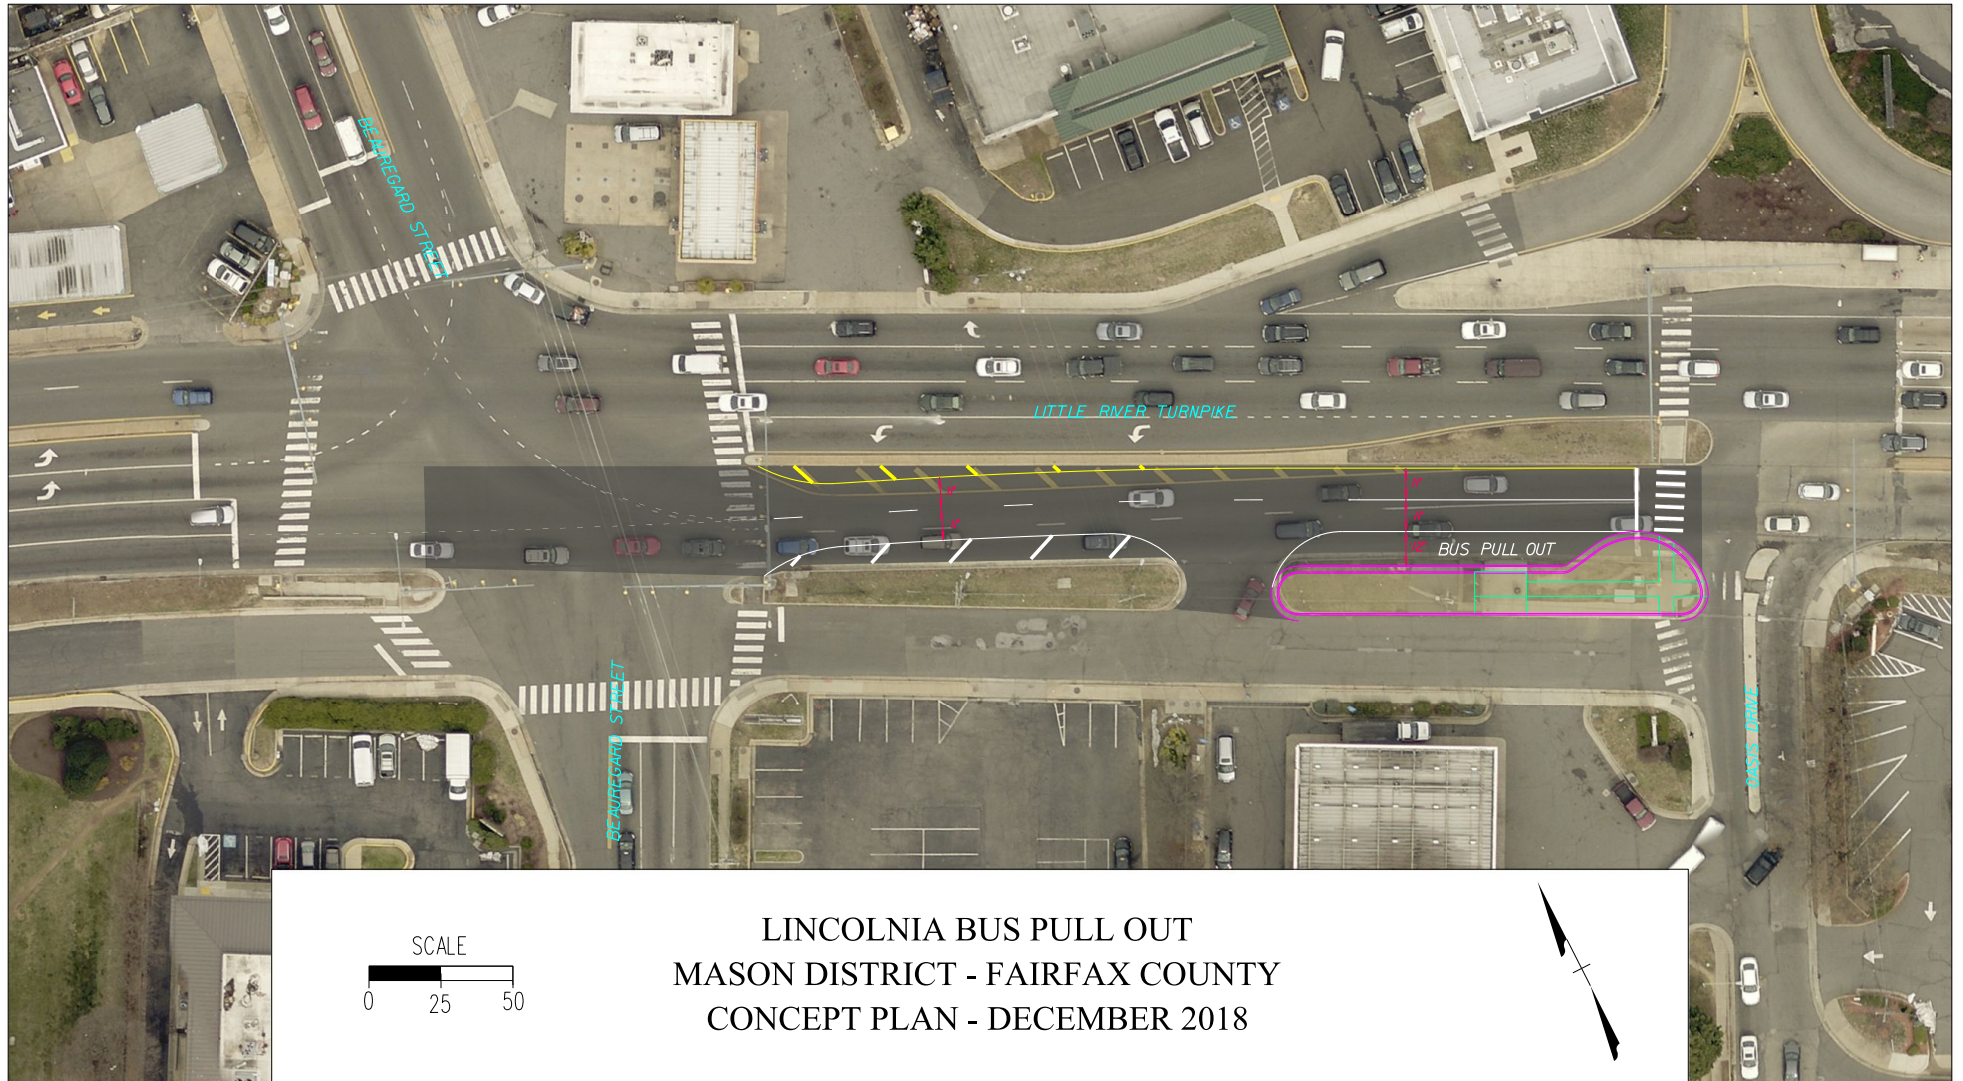 BEAUREGARD STREET
LITTLE RIVER TURNPIKE
BUS PULL OUT
BEAUREGARD STREET
OASIS DRIVE
SCALE
0 25 50
LINCOLNIA BUS PULL OUT
MASON DISTRICT - FAIRFAX COUNTY
CONCEPT PLAN - DECEMBER 2018